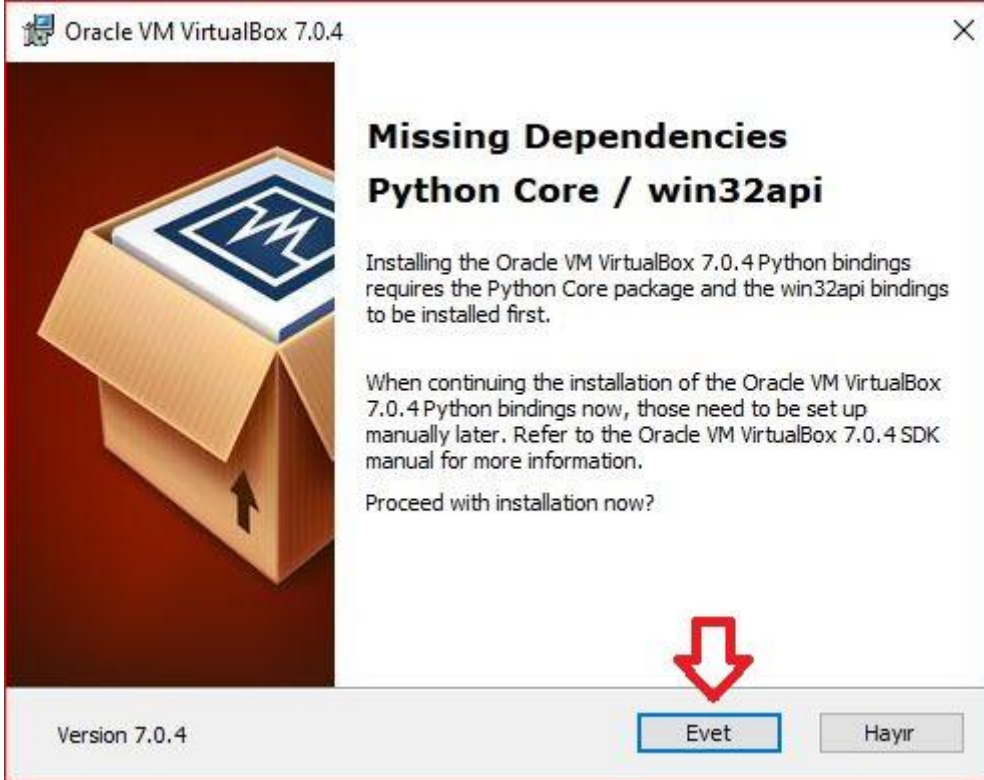 Oracle VM VirtualBox 7.0.4
Missing Dependencies
Python Core / win32api
Installing the Oracle VM VirtualBox 7.0.4 Python bindings
requires the Python Core package and the win32api bindings
to be installed first.
When continuing the installation of the Oracle VM VirtualBox
7.0.4 Python bindings now, those need to be set up
manually later. Refer to the Oracle VM VirtualBox 7.0.4 SDK
manual for more information.
Proceed with installation now?
Version 7.0.4
Evet
Hayır